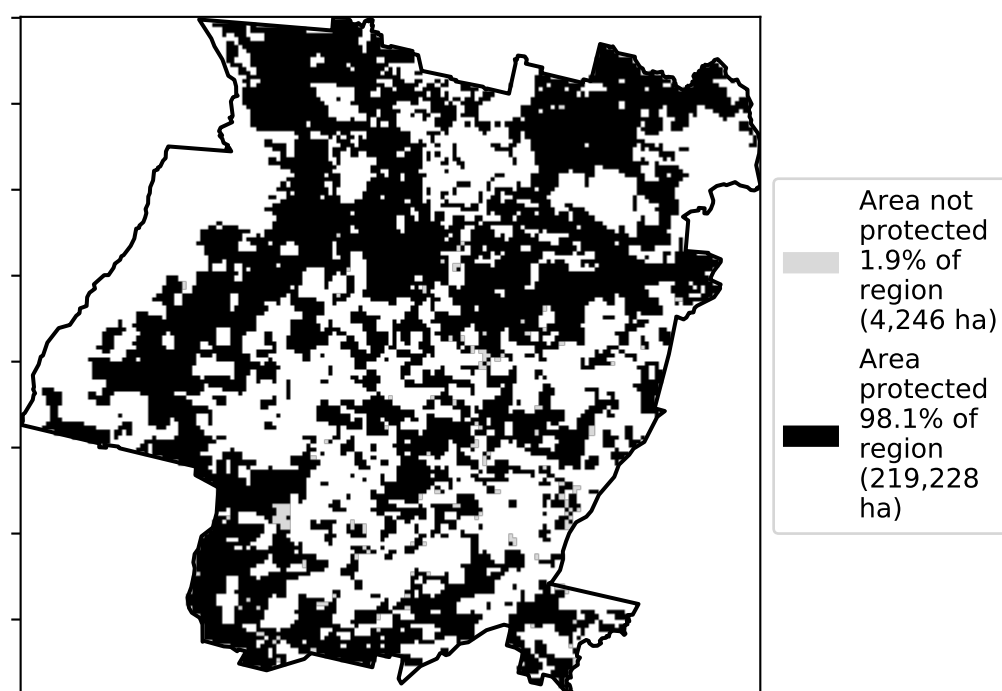 Area not
protected
1.9% of
region
(4,246 ha)
Area
protected
98.1% of
region
(219,228
ha)